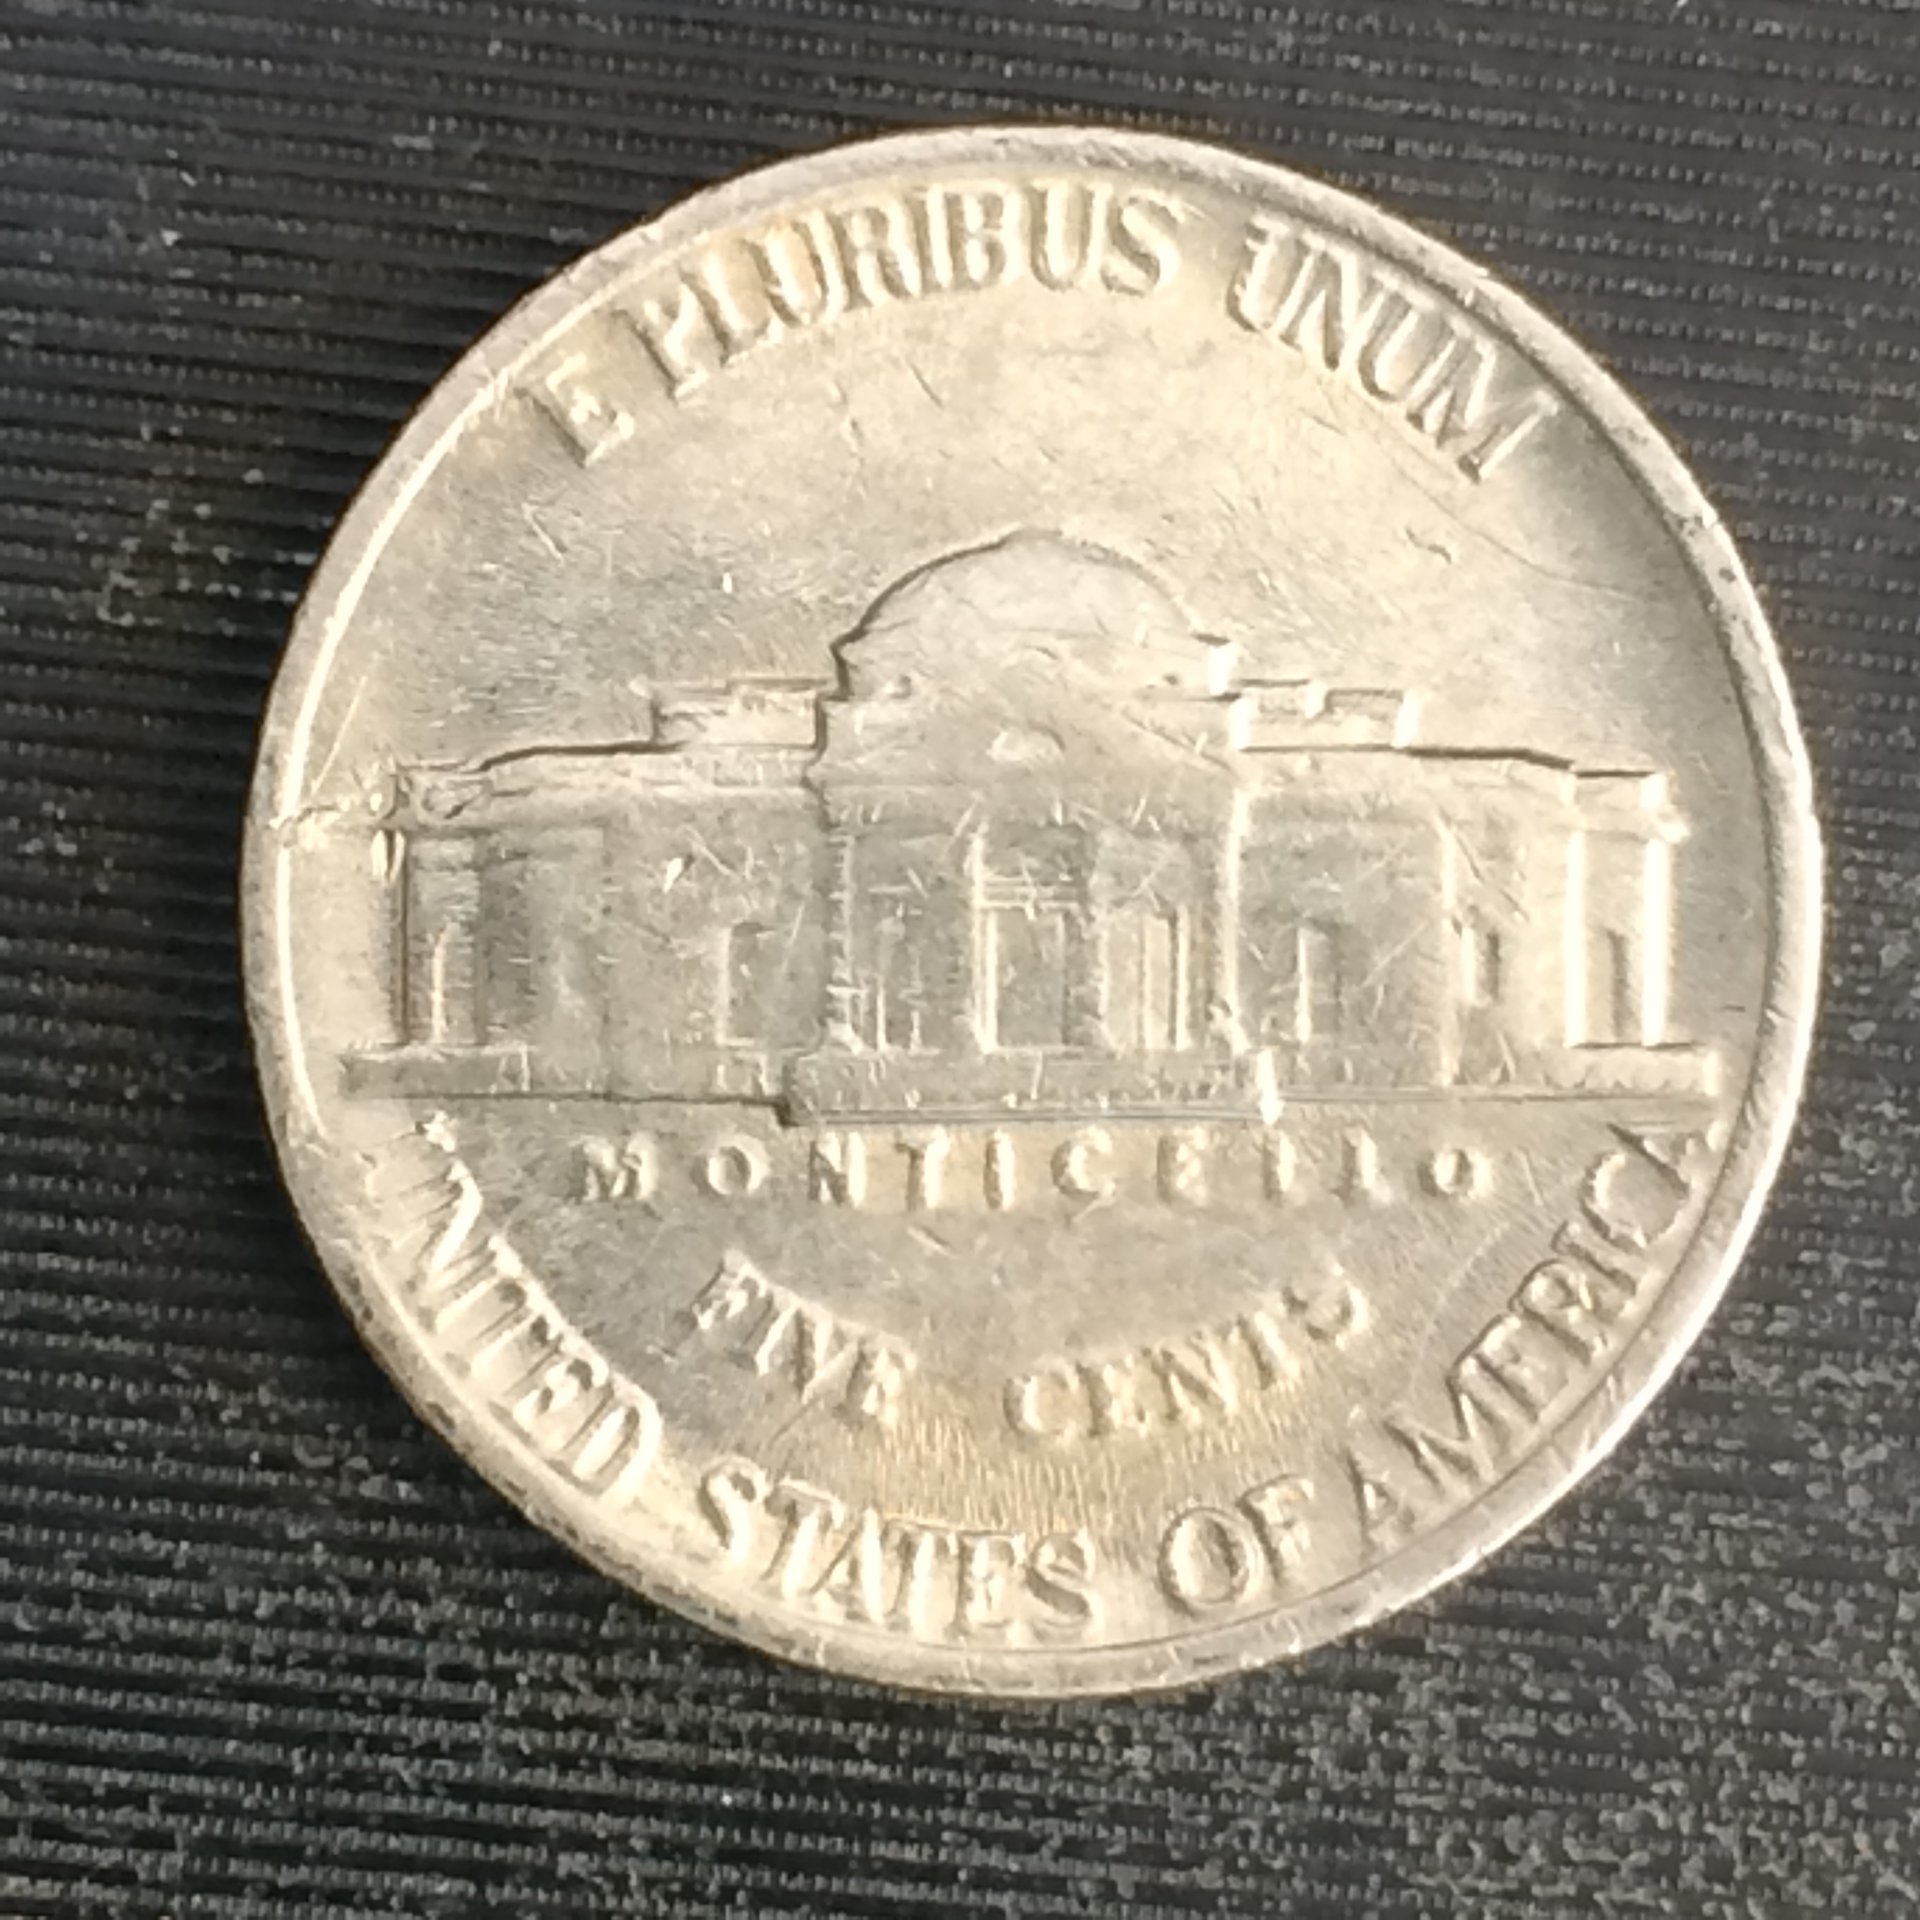 E PLURIBUS UNUM
MONTICELLO
FIVE CENTS
UNITED STATES OF AMERICA